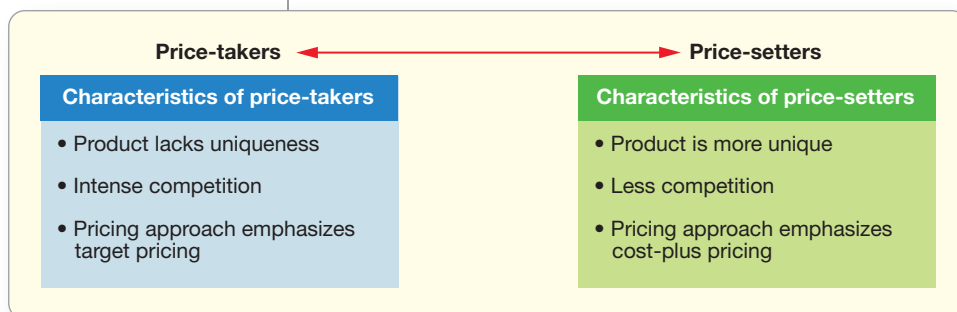 Price-takers
Price-setters
Characteristics of price-takers
• Product lacks uniqueness
• Intense competition
• Pricing approach emphasizes
target pricing
Characteristics of price-setters
• Product is more unique
• Less competition
• Pricing approach emphasizes
cost-plus pricing